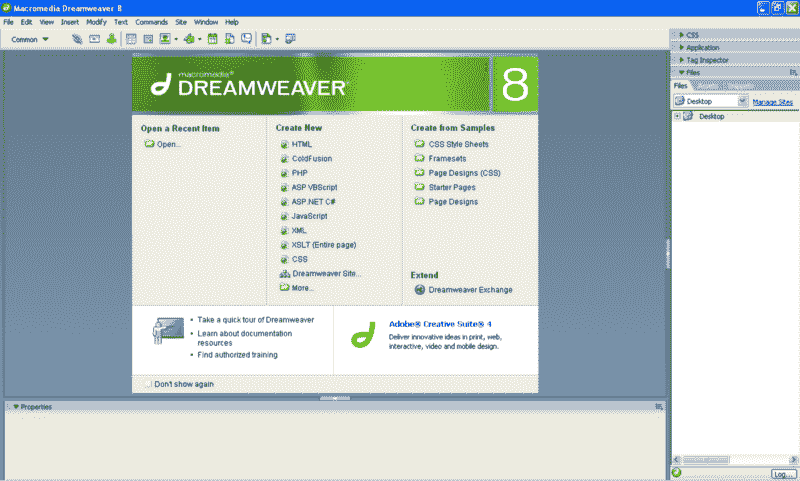 Macromedia Dreamweaver 8
File Edit View Insert Modify Text Commands Site Window Help
Common
macromedia®
DREAMWEAVER 8
Open a Recent Item
Open...
Create New
HTML
ColdFusion
PHP
ASP VBScript
ASP.NET C#
JavaScript
XML
XSLT (Entire page)
CSS
Dreamweaver Site...
More...
Create from Samples
CSS Style Sheets
Framesets
Page Designs (CSS)
Starter Pages
Page Designs
Extend
Dreamweaver Exchange
Take a quick tour of Dreamweaver
Learn about documentation
resources
Find authorized training
Adobe® Creative Suite® 4
Deliver innovative ideas in print, web,
interactive, video and mobile design.
Don't show again
Properties
CSS
Application
Tag Inspector
Files
Files Assets
Desktop Manage Sites
Desktop
Log...